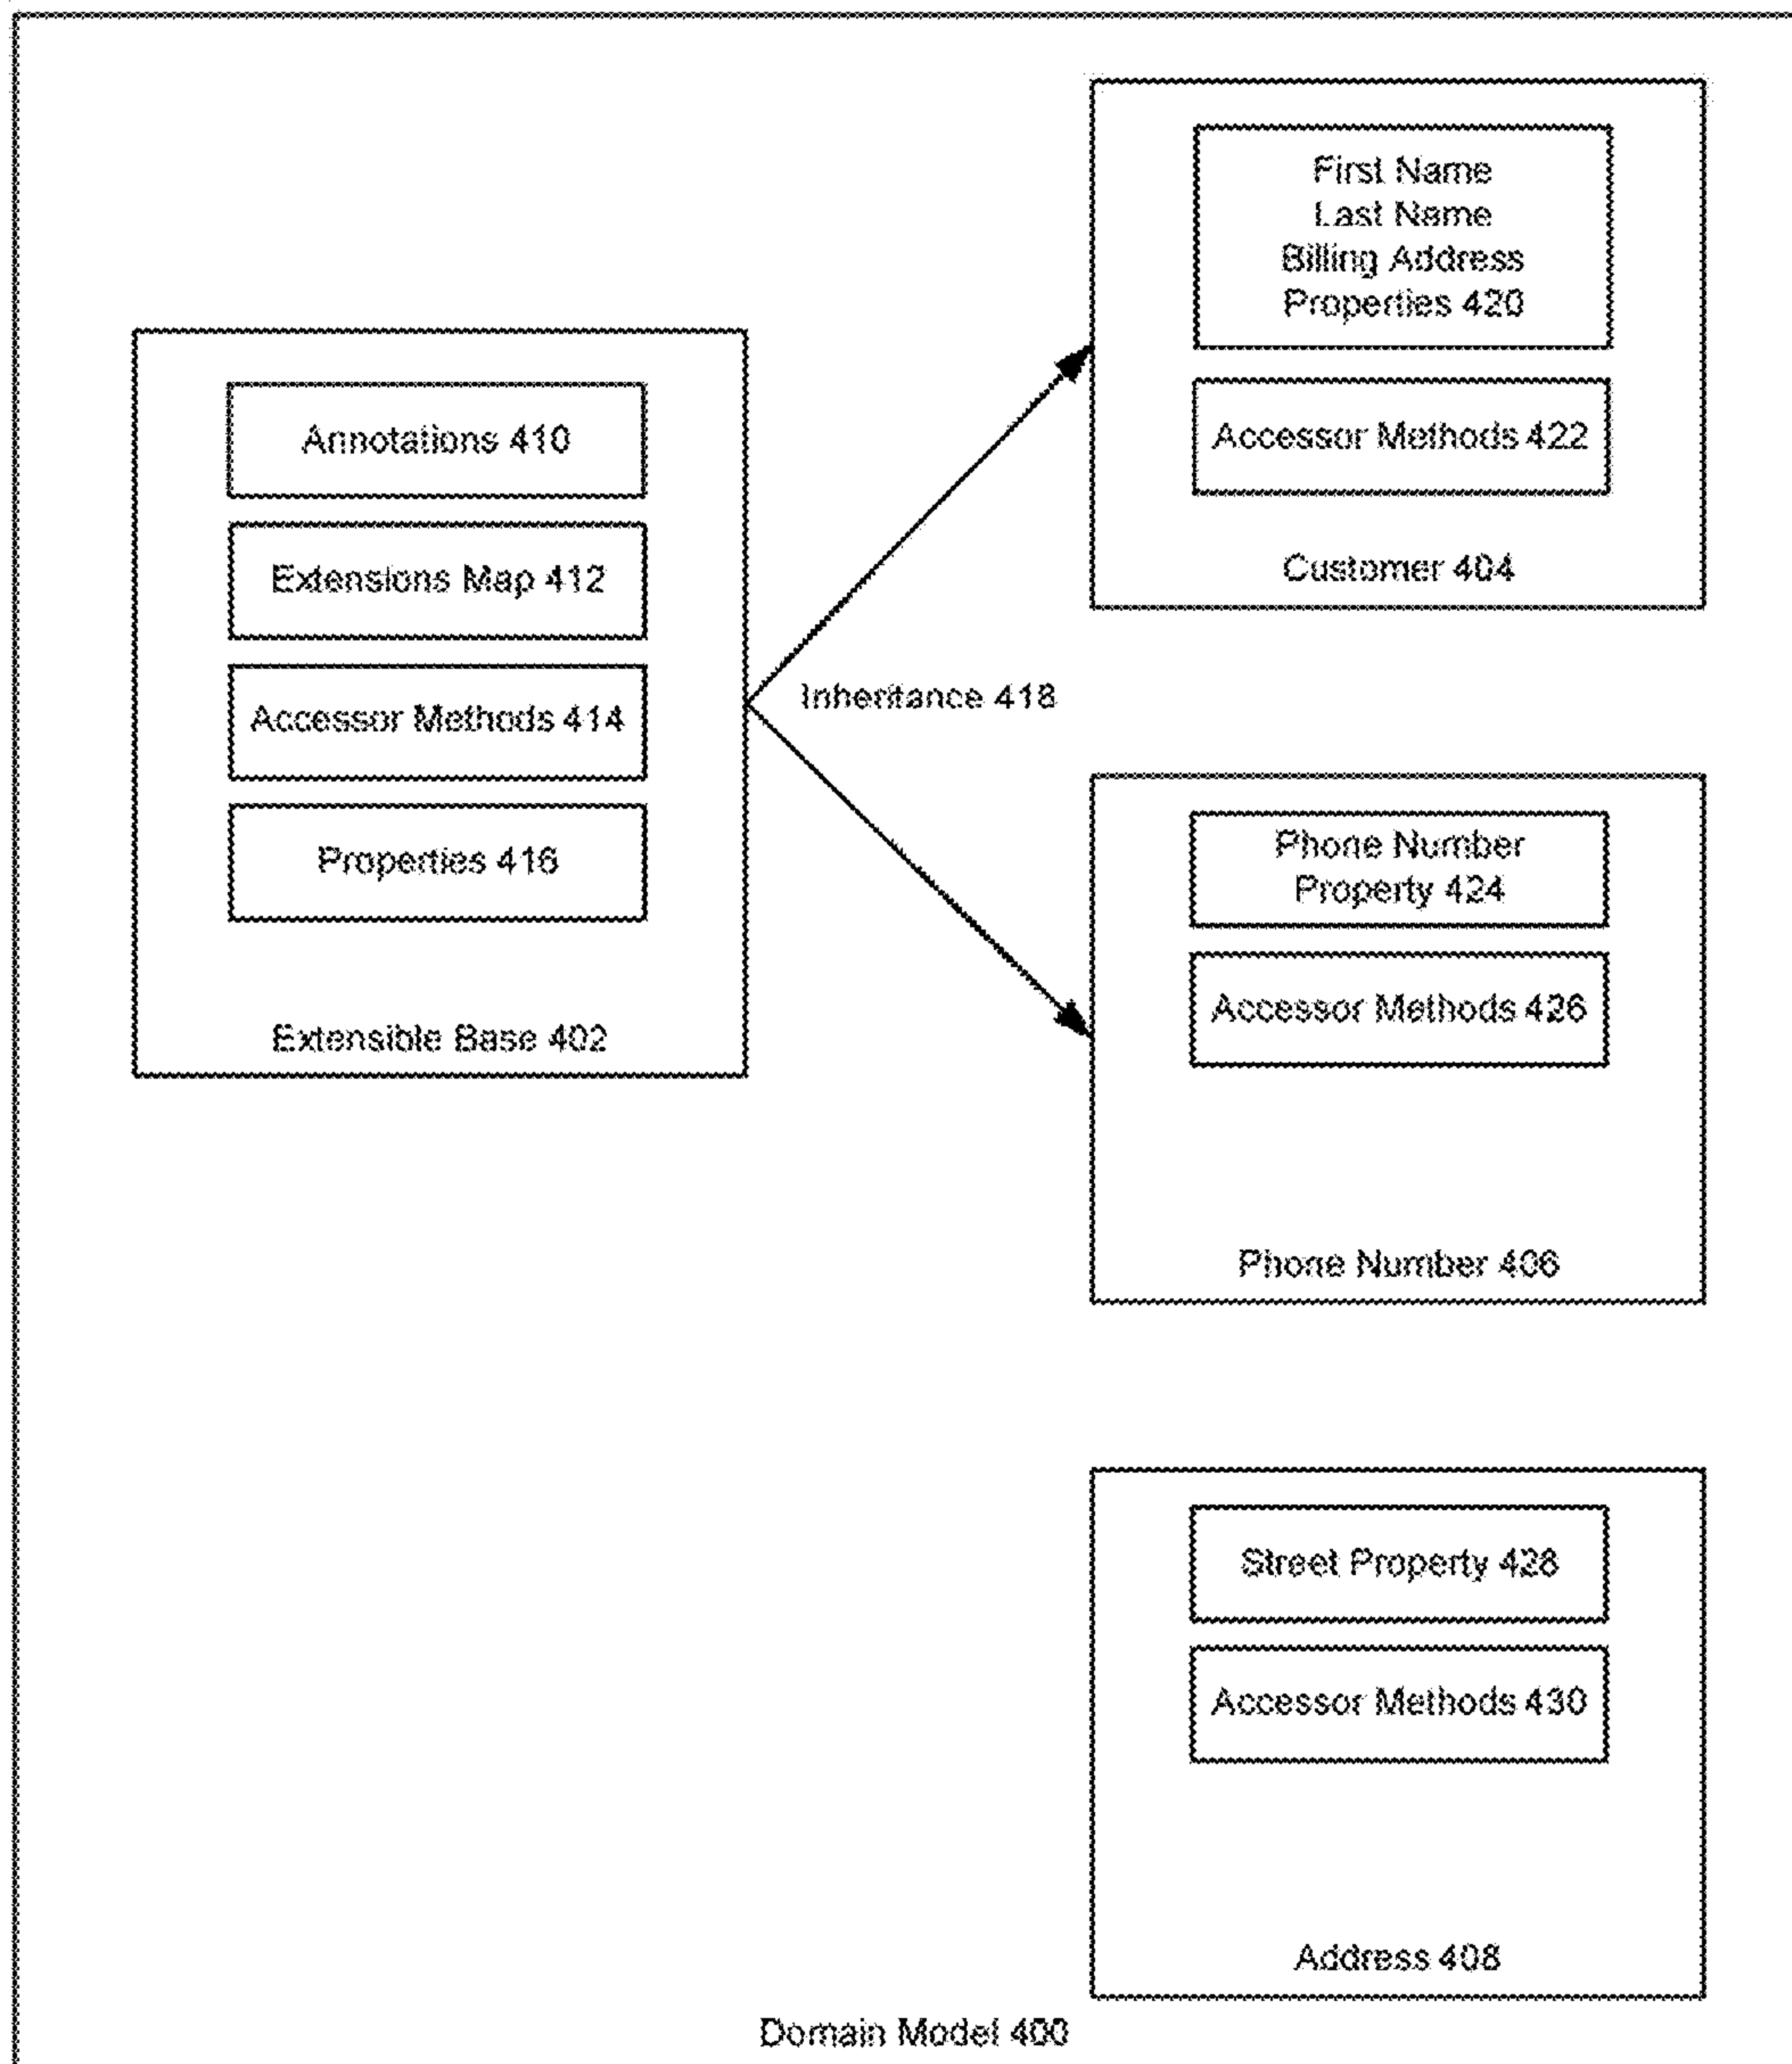 Annotations 410
Extensions Map 412
Accessor Methods 414
Properties 416
Extensible Base 402
Inheritance 418
First Name
Last Name
Billing Address
Properties 420
Accessor Methods 422
Customer 404
Phone Number
Property 424
Accessor Methods 426
Phone Number 406
Street Property 428
Accessor Methods 430
Address 408
Domain Model 400